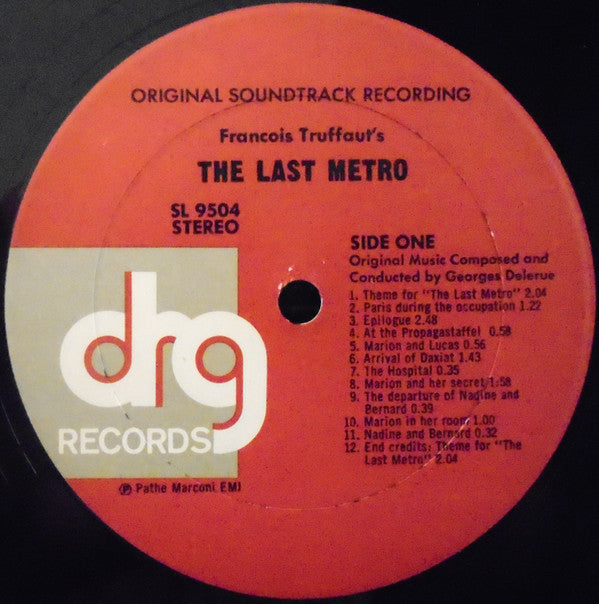 ORIGINAL SOUNDTRACK RECORDING
Francois Truffaut's
THE LAST METRO
SL 9504
STEREO
SIDE ONE
Original Music Composed and
Conducted by Georges Delerue
1. Theme for "The Last Metro" 2.04
2. Paris during the occupation 1.22
3. Epilogue 2.48
4. At the Propagastaffel 0.58
5. Marion and Lucas 0.56
6. Arrival of Daxiat 1.43
7. The Hospital 0.35
8. Marion and her secret 1:58
9. The departure of Nadine and
Bernard 0.39
10. Marion in her room 1.00
11. Nadine and Bernard 0.32
12. End credits: Theme for "The
Last Metro" 2.04
drg
RECORDS
℗ Pathe Marconi EMI